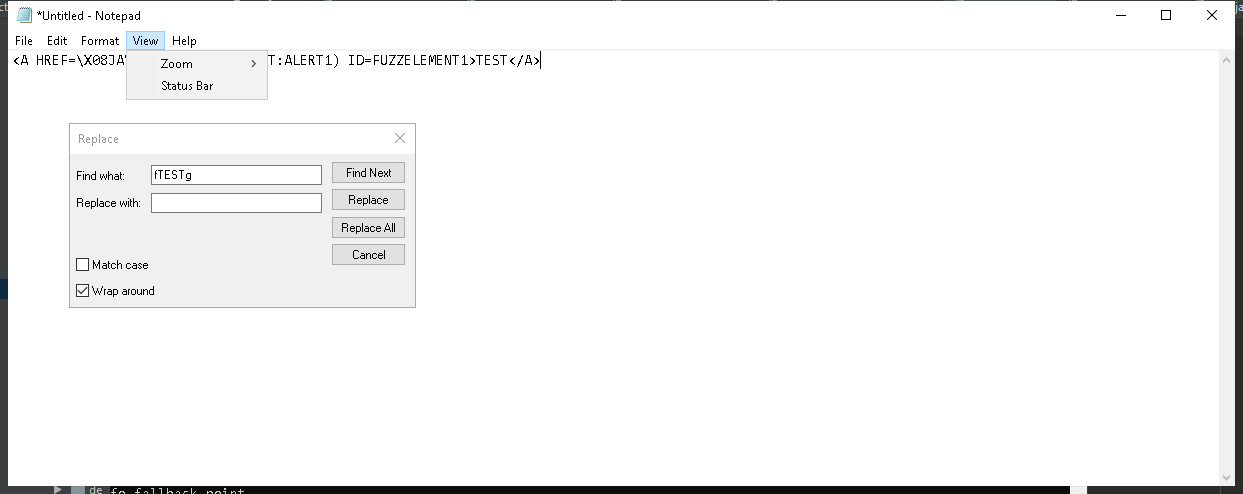 *Untitled - Notepad
File Edit Format View Help
<A HREF=\X08JA T:ALERT1) ID=FUZZELEMENT1>TEST</A>
Zoom
Status Bar
Replace
Find what: fTESTg
Find Next
Replace with:
Replace
Replace All
Cancel
Match case
Wrap around
de fo fallback point